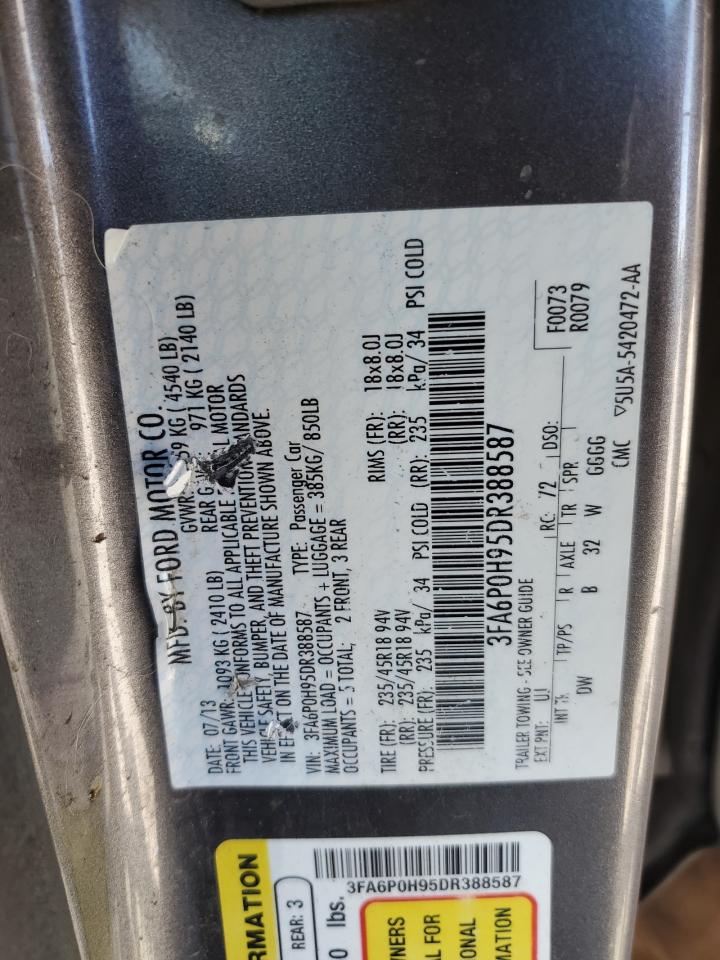 MFD. BY FORD MOTOR CO.
DATE: 07/13 GVWR: 59 KG ( 4540 LB)
FRONT GAWR: 1093 KG ( 2410 LB) REAR G 971 KG ( 2140 LB)
THIS VEHICLE CONFORMS TO ALL APPLICABLE MOTOR
VEHICLE SAFETY, BUMPER, AND THEFT PREVENTION STANDARDS
IN EFFECT ON THE DATE OF MANUFACTURE SHOWN ABOVE.
VIN: 3FA6P0H95DR388587 TYPE: Passenger Car
MAXIMUM LOAD = OCCUPANTS + LUGGAGE = 385KG/ 850LB
OCCUPANTS = 5 TOTAL; 2 FRONT, 3 REAR
TIRE (FR): 235/45R18 94V RIMS (FR): 18x8.0J
(RR): 235/45R18 94V (RR): 18x8.0J
PRESSURE (FR): 235 kPa/ 34 PSI COLD (RR): 235 kPa/ 34 PSI COLD
3FA6P0H95DR388587
TRAILER TOWING - SEE OWNER GUIDE
EXT PNT: UJ RC: 72 DSO: F0073
R0079
INT TR TP/PS R AXLE TR SPR
DW B 32 W GGGG
CMC ▽5U5A-5420472-AA
RMATION
REAR: 3
0 lbs.
3FA6P0H95DR388587
WNERS
AL FOR
IONAL
MATION